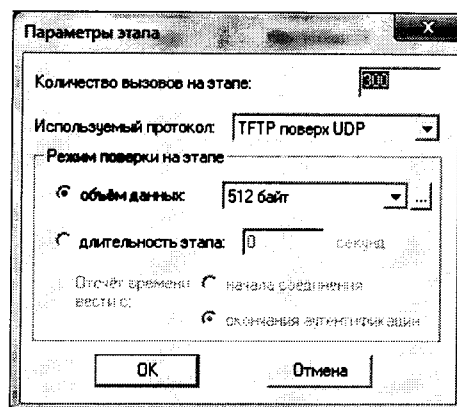 Параметры этапа
Количество вызовов на этапе: 300
Используемый протокол: TFTP поверх UDP
Режим поверки на этапе
объём данных: 512 байт ...
длительность этапа: 0 секунд
Отсчёт времени вести с: начала соединения
окончания аутентификации
OK Отмена